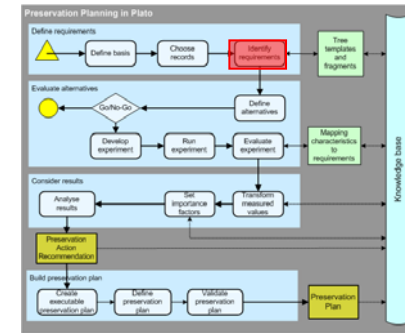 Preservation Planning in Plato
Define requirements
Define basis
Choose
records
Identify
requirements
Tree
templates
and
fragments
Evaluate alternatives
Go/No-Go
Define
alternatives
Develop
experiment
Run
experiment
Evaluate
experiment
Mapping
characteristics
to
requirements
Knowledge base
Consider results
Analyse
results
Set
importance
factors
Transform
measured
values
Preservation
Action
Recommendation
Build preservation plan
Create
executable
preservation plan
Define
preservation
plan
Validate
preservation
plan
Preservation
Plan